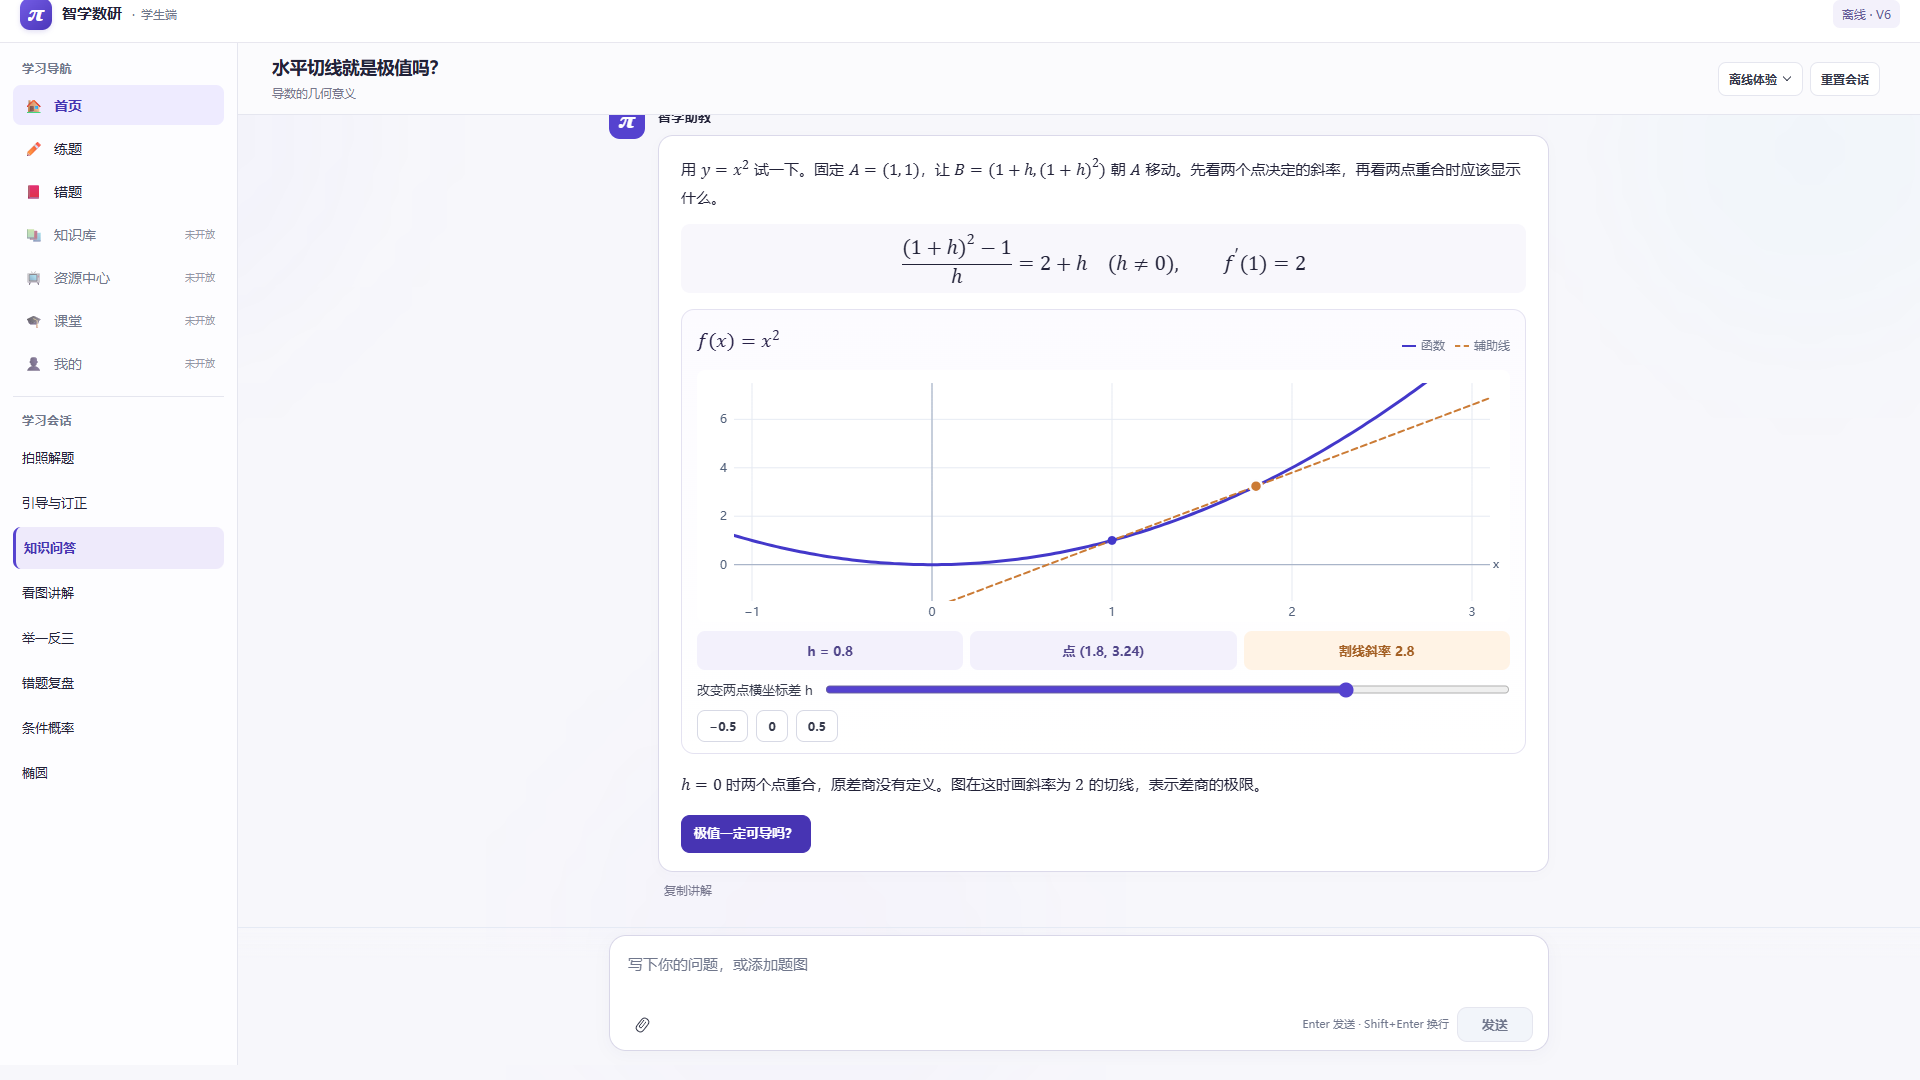 π 智学数研 · 学生端
离线 · V6
学习导航
首页
练题
错题
知识库 未开放
资源中心 未开放
课堂 未开放
我的 未开放
学习会话
拍照解题
引导与订正
知识问答
看图讲解
举一反三
错题复盘
条件概率
椭圆
水平切线就是极值吗？
导数的几何意义
离线体验
重置会话
π 智学助教
用 y = x² 试一下。固定 A = (1, 1)，让 B = (1 + h, (1 + h)²) 朝 A 移动。先看两个点决定的斜率，再看两点重合时应该显示
什么。
((1 + h)² − 1) / h = 2 + h (h ≠ 0), f′(1) = 2
f(x) = x²
函数 辅助线
6
4
2
0
x
−1 0 1 2 3
h = 0.8
点 (1.8, 3.24)
割线斜率 2.8
改变两点横坐标差 h
−0.5 0 0.5
h = 0 时两个点重合，原差商没有定义。图在这时画斜率为 2 的切线，表示差商的极限。
极值一定可导吗？
复制讲解
写下你的问题，或添加题图
Enter 发送 · Shift+Enter 换行
发送